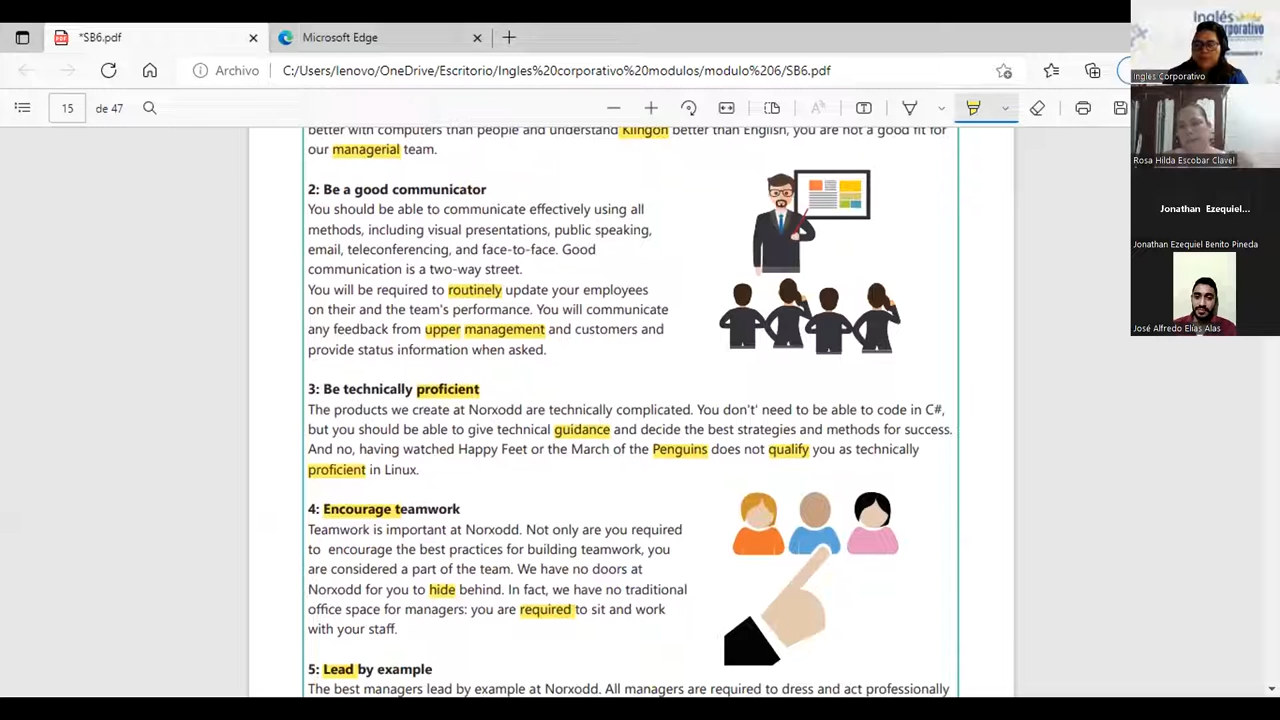 *SB6.pdf
Microsoft Edge
Archivo
C:/Users/lenovo/OneDrive/Escritorio/Ingles%20corporativo%20modulos/modulo%206/SB6.pdf
15
de 47
better with computers than people and understand Klingon better than English, you are not a good fit for
our managerial team.
2: Be a good communicator
You should be able to communicate effectively using all
methods, including visual presentations, public speaking,
email, teleconferencing, and face-to-face. Good
communication is a two-way street.
You will be required to routinely update your employees
on their and the team's performance. You will communicate
any feedback from upper management and customers and
provide status information when asked.
3: Be technically proficient
The products we create at Norxodd are technically complicated. You don't' need to be able to code in C#,
but you should be able to give technical guidance and decide the best strategies and methods for success.
And no, having watched Happy Feet or the March of the Penguins does not qualify you as technically
proficient in Linux.
4: Encourage teamwork
Teamwork is important at Norxodd. Not only are you required
to encourage the best practices for building teamwork, you
are considered a part of the team. We have no doors at
Norxodd for you to hide behind. In fact, we have no traditional
office space for managers: you are required to sit and work
with your staff.
5: Lead by example
The best managers lead by example at Norxodd. All managers are required to dress and act professionally
Inglés
Corporativo
Ingles Corporativo
Rosa Hilda Escobar Clavel
Jonathan Ezequiel...
Jonathan Ezequiel Benito Pineda
José Alfredo Elías Alas